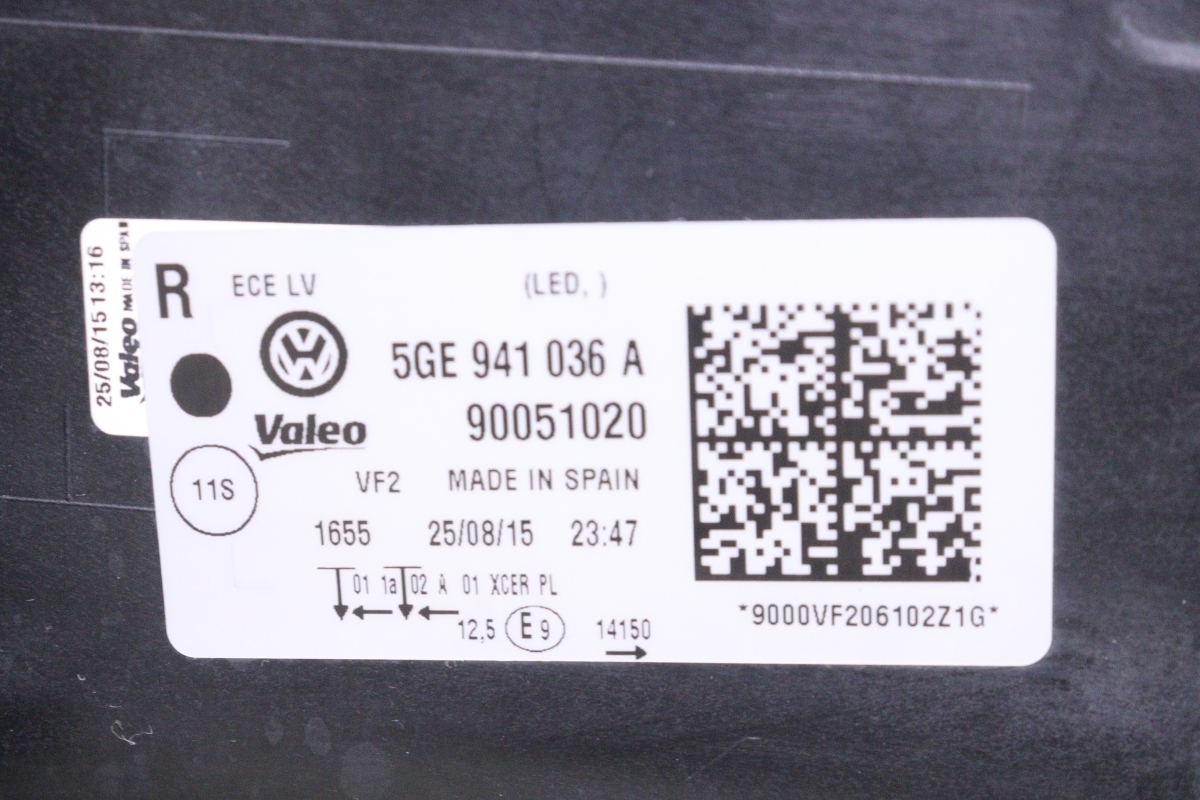 25/08/15 13:16
Valeo MADE IN SPAIN
R
ECE LV (LED, )
5GE 941 036 A
90051020
Valeo
11S
VF2 MADE IN SPAIN
1655 25/08/15 23:47
01 1a 02 A 01 XCER PL
12,5 E9 14150
*9000VF206102Z1G*